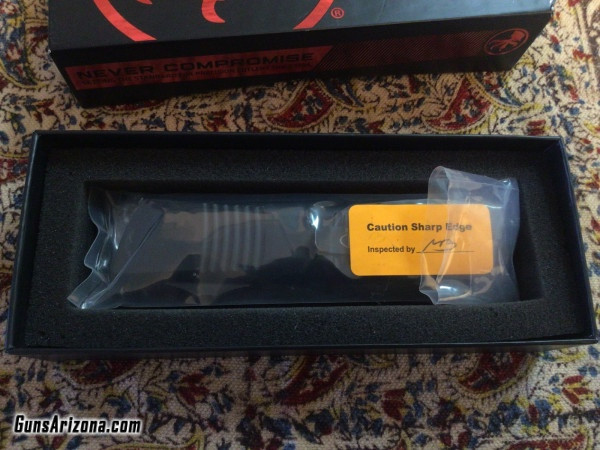 ®
NEVER COMPROMISE
Caution Sharp Edge
Inspected by
GunsArizona.com